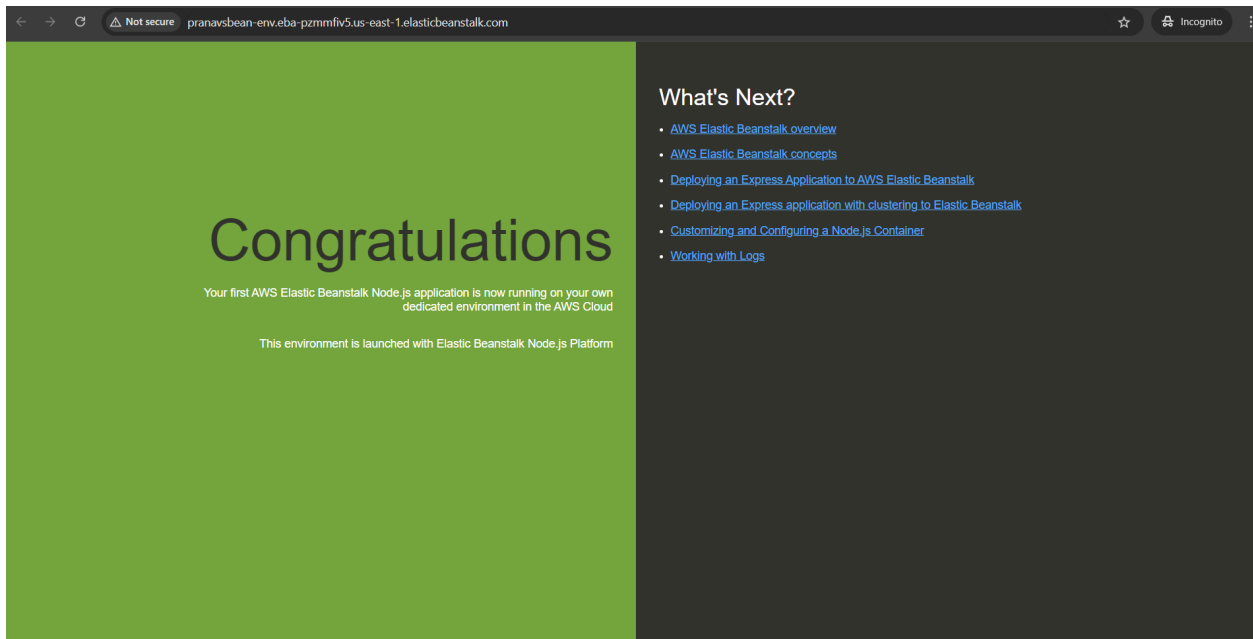 Not secure
pranavsbean-env.eba-pzmmfiv5.us-east-1.elasticbeanstalk.com
Incognito
Congratulations
Your first AWS Elastic Beanstalk Node.js application is now running on your own
dedicated environment in the AWS Cloud
This environment is launched with Elastic Beanstalk Node.js Platform
What's Next?
AWS Elastic Beanstalk overview
AWS Elastic Beanstalk concepts
Deploying an Express Application to AWS Elastic Beanstalk
Deploying an Express application with clustering to Elastic Beanstalk
Customizing and Configuring a Node.js Container
Working with Logs